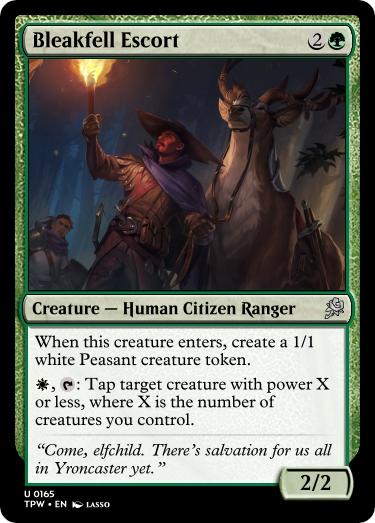 Bleakfell Escort 2
Creature — Human Citizen Ranger
When this creature enters, create a 1/1
white Peasant creature token.
, : Tap target creature with power X
or less, where X is the number of
creatures you control.
“Come, elfchild. There’s salvation for us all
in Yroncaster yet.”
2/2
U 0165
TPW • EN LASSO